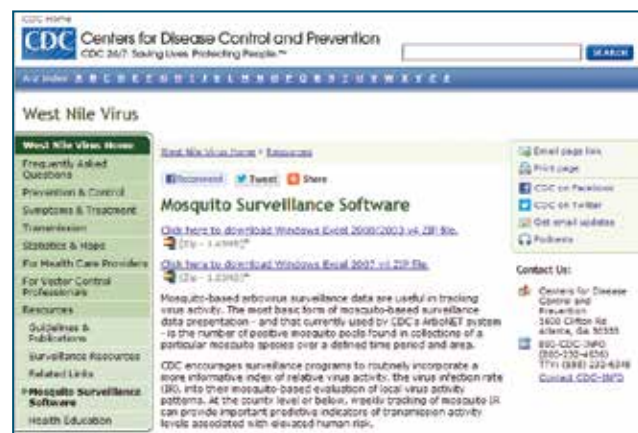 CDC Home
CDC
Centers for Disease Control and Prevention
CDC 24/7: Saving Lives. Protecting People.™
SEARCH
A-Z Index A B C D E F G H I J K L M N O P Q R S T U V W X Y Z #
West Nile Virus
West Nile Virus Home
Frequently Asked
Questions
Prevention & Control
Symptoms & Treatment
Transmission
Statistics & Maps
For Health Care Providers
For Vector Control
Professionals
Resources
Guidelines &
Publications
Surveillance Resources
Related Links
Mosquito Surveillance
Software
Health Education
West Nile Virus Home > Resources
Recommend
Tweet
Share
Mosquito Surveillance Software
Click here to download Windows Excel 2000/2003 v4 ZIP file.
Click here to download Windows Excel 2007 v4 ZIP file.
Mosquito-based arbovirus surveillance data are useful in tracking
virus activity. The most basic form of mosquito-based surveillance
data presentation - and that currently used by CDC's ArboNET system
- is the number of positive mosquito pools found in collections of a
particular mosquito species over a defined time period and area.
CDC encourages surveillance programs to routinely incorporate a
more informative index of relative virus activity, the virus infection rate
(IR), into their mosquito-based evaluation of local virus activity
patterns. At the county level or below, weekly tracking of mosquito IR
can provide important predictive indicators of transmission activity
levels associated with elevated human risk.
Email page link
Print page
CDC on Facebook
CDC on Twitter
Get email updates
Podcasts
Contact Us:
Centers for Disease
Control and
Prevention
1600 Clifton Rd
Atlanta, GA 30333
800-CDC-INFO
(800-232-4636)
TTY: (888) 232-6348
Contact CDC-INFO